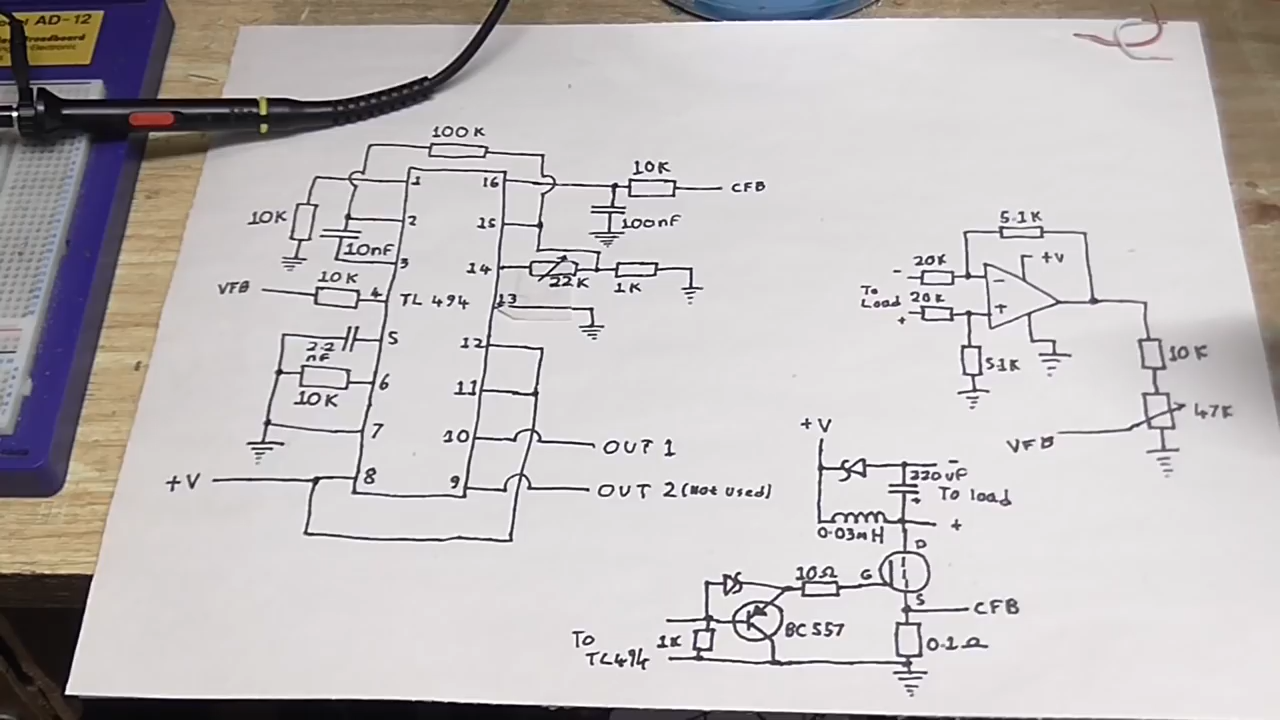 AD-12
100K
10K
CFB
1
16
10K
2
15
100nF
10nF
3
14
22K
1K
10K
VFB
4
TL 494
13
2.2
nF
5
12
10K
6
11
7
10
OUT 1
+V
8
9
OUT 2 (Not used)
5.1K
20K
+V
-
-
To
Load
20K
+
+
5.1K
10K
47K
VFB
+V
-
220uF
+
To load
0.03mH
+
D
10Ω
G
S
CFB
BC 557
1K
0.1Ω
To
TL494